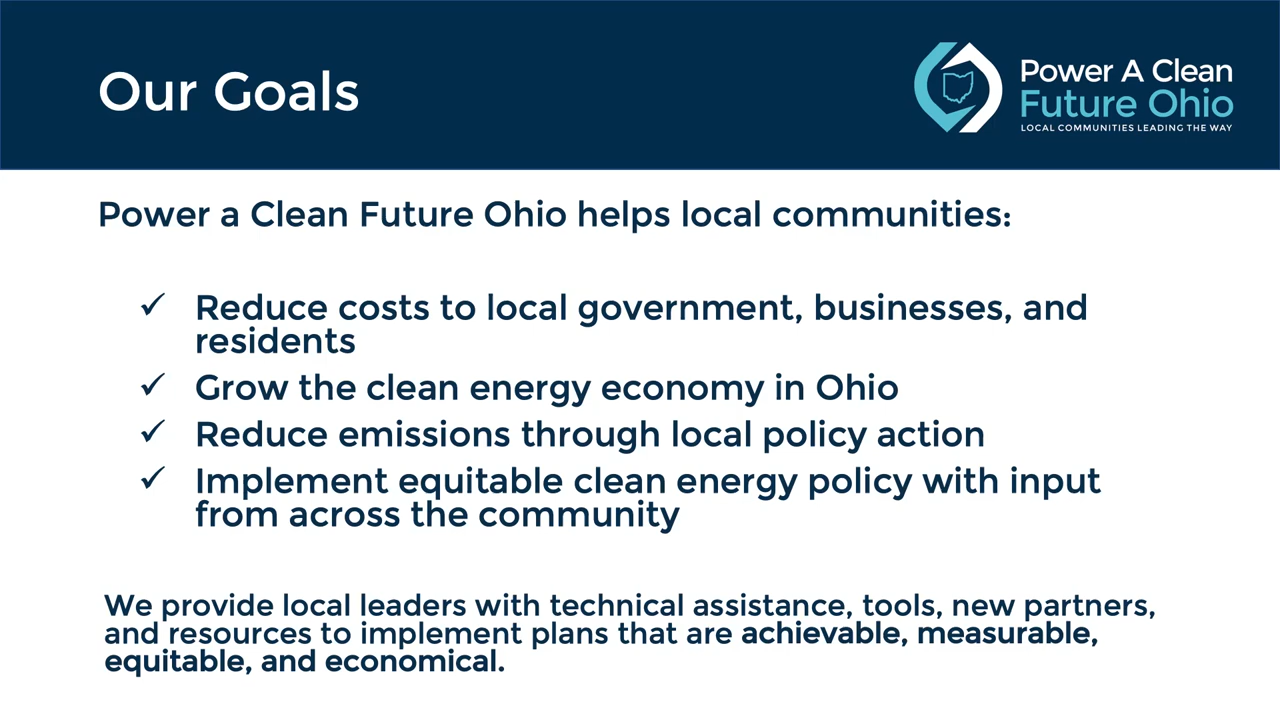 Our Goals
Power A Clean
Future Ohio
LOCAL COMMUNITIES LEADING THE WAY
Power a Clean Future Ohio helps local communities:
✓ Reduce costs to local government, businesses, and
residents
✓ Grow the clean energy economy in Ohio
✓ Reduce emissions through local policy action
✓ Implement equitable clean energy policy with input
from across the community
We provide local leaders with technical assistance, tools, new partners,
and resources to implement plans that are achievable, measurable,
equitable, and economical.